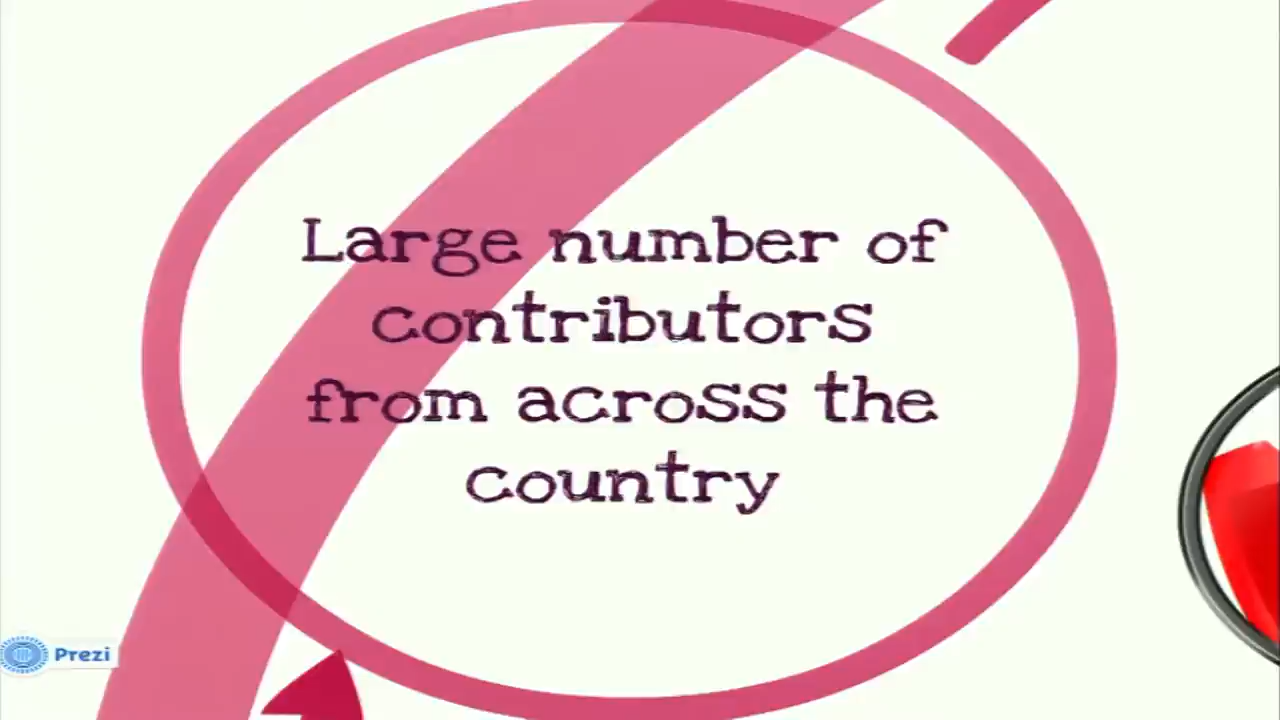 Large number of
contributors
from across the
country
Prezi